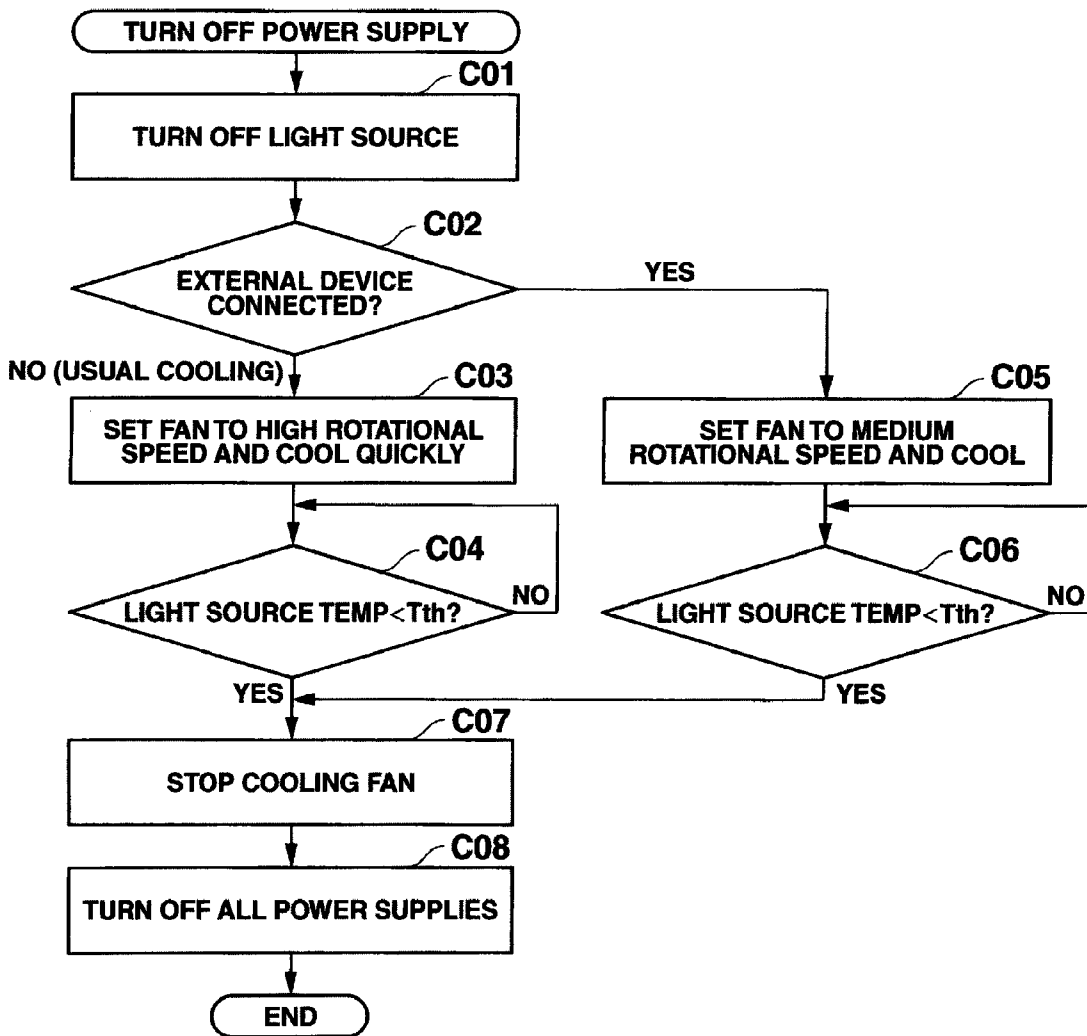 TURN OFF POWER SUPPLY
C01
TURN OFF LIGHT SOURCE
C02
EXTERNAL DEVICE
CONNECTED?
YES
NO (USUAL COOLING)
C03
SET FAN TO HIGH ROTATIONAL
SPEED AND COOL QUICKLY
C05
SET FAN TO MEDIUM
ROTATIONAL SPEED AND COOL
C04
LIGHT SOURCE TEMP<Tth?
NO
YES
C06
LIGHT SOURCE TEMP<Tth?
NO
YES
C07
STOP COOLING FAN
C08
TURN OFF ALL POWER SUPPLIES
END